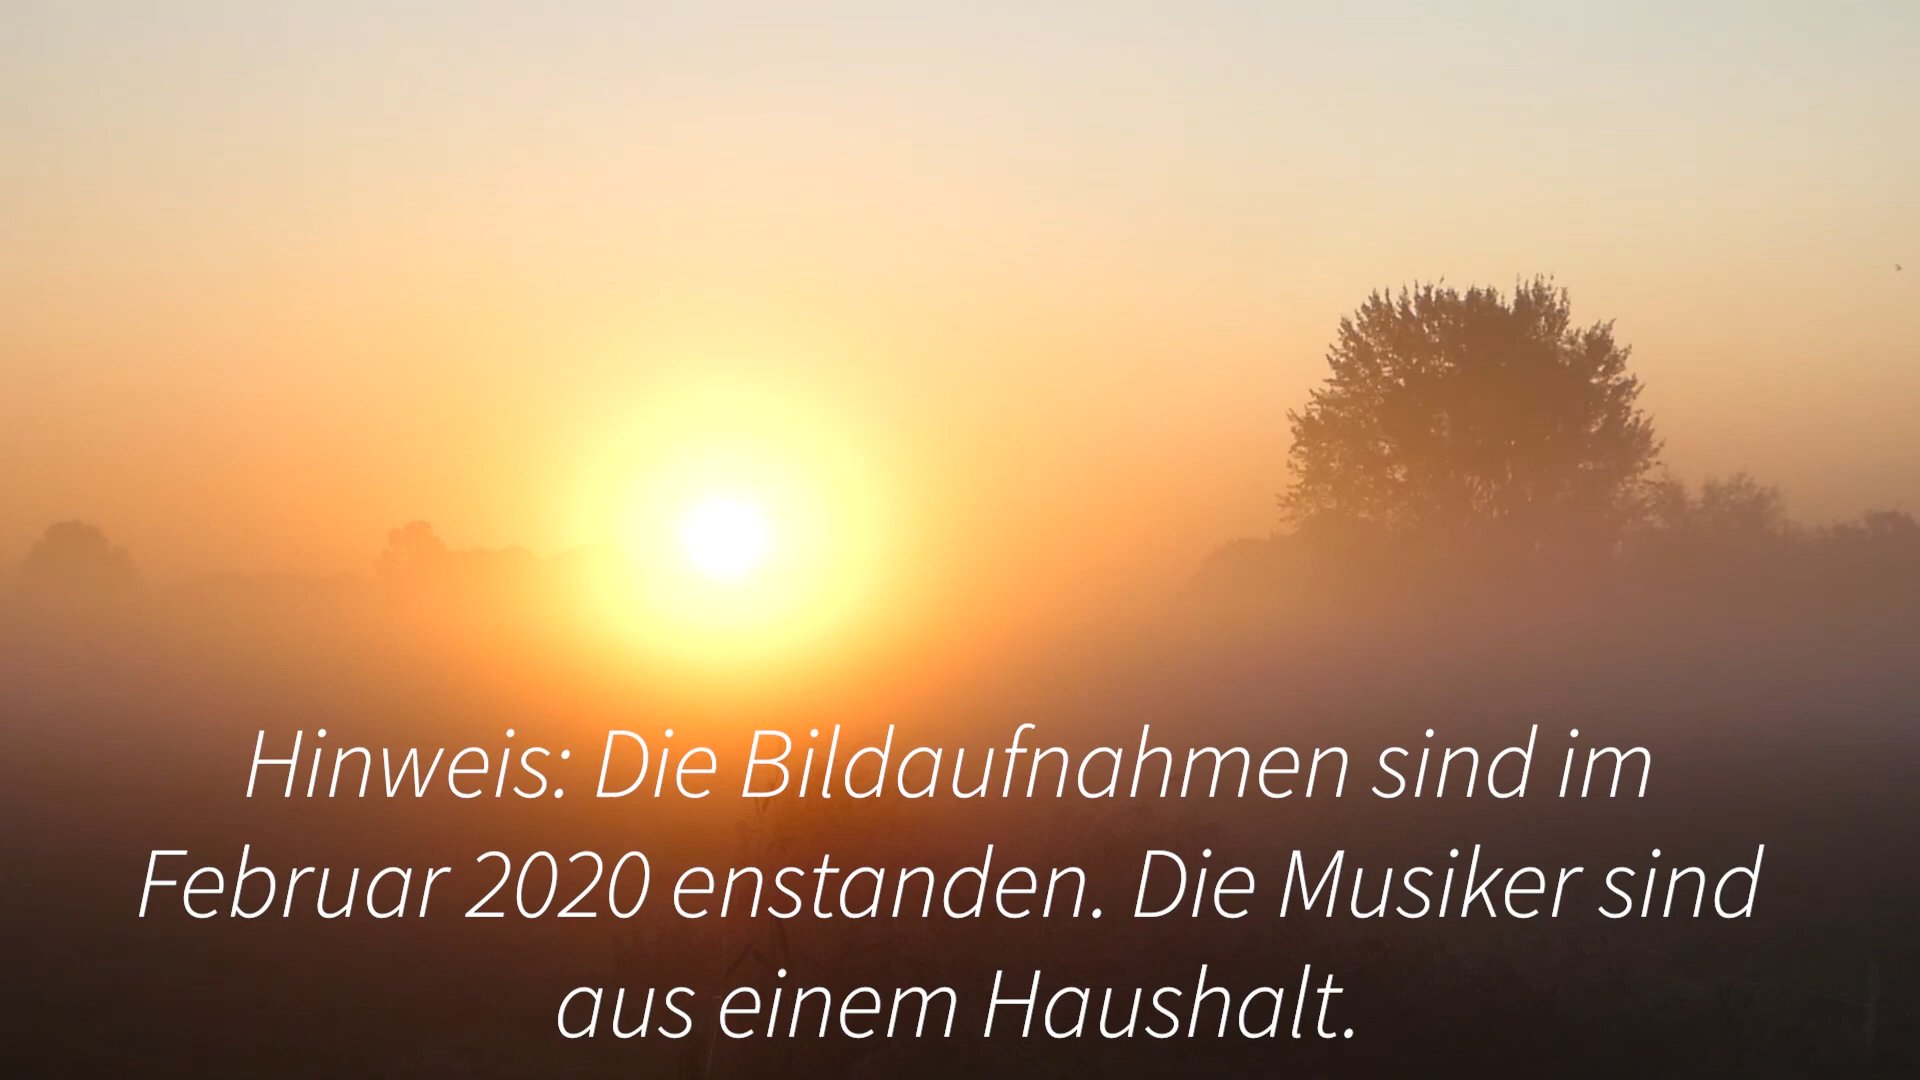 Hinweis: Die Bildaufnahmen sind im
Februar 2020 enstanden. Die Musiker sind
aus einem Haushalt.